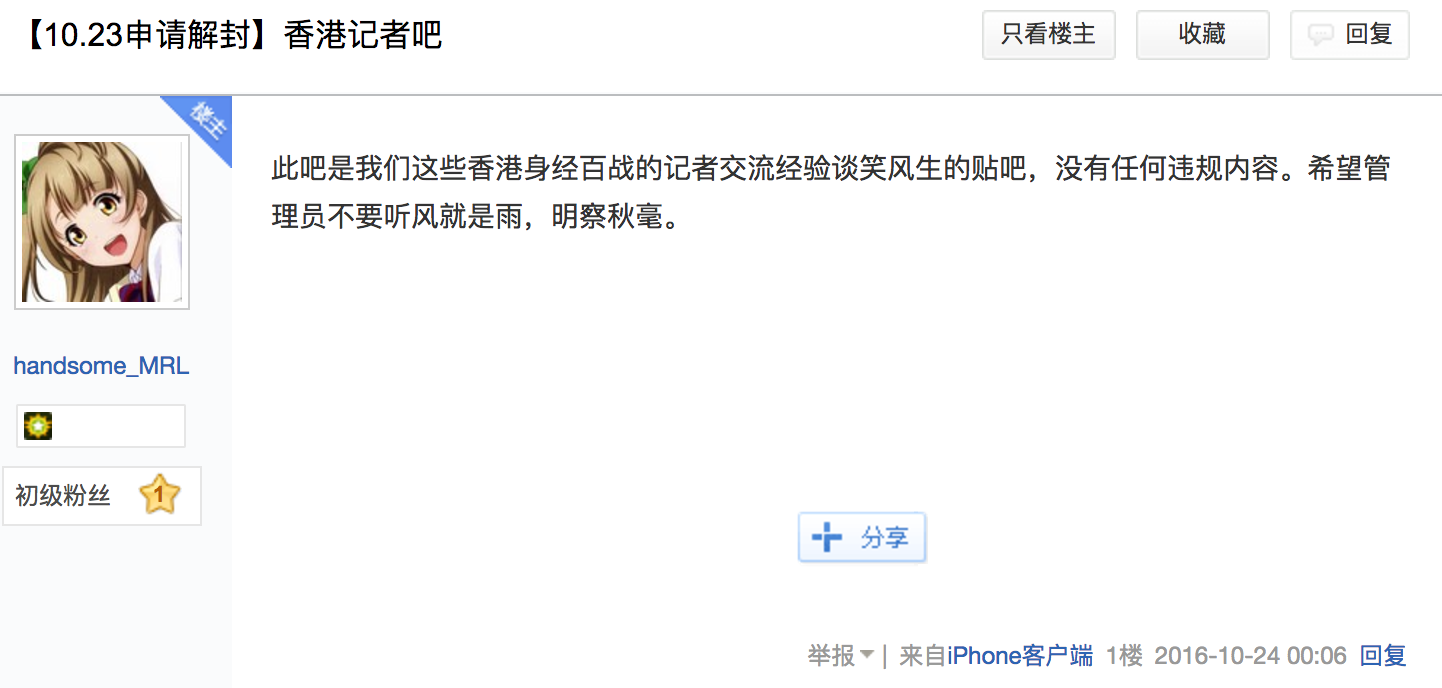 【10.23申请解封】香港记者吧
只看楼主
收藏
回复
楼主
此吧是我们这些香港身经百战的记者交流经验谈笑风生的贴吧，没有任何违规内容。希望管
理员不要听风就是雨，明察秋毫。
handsome_MRL
初级粉丝 1
分享
举报 | 来自iPhone客户端 1楼 2016-10-24 00:06 回复